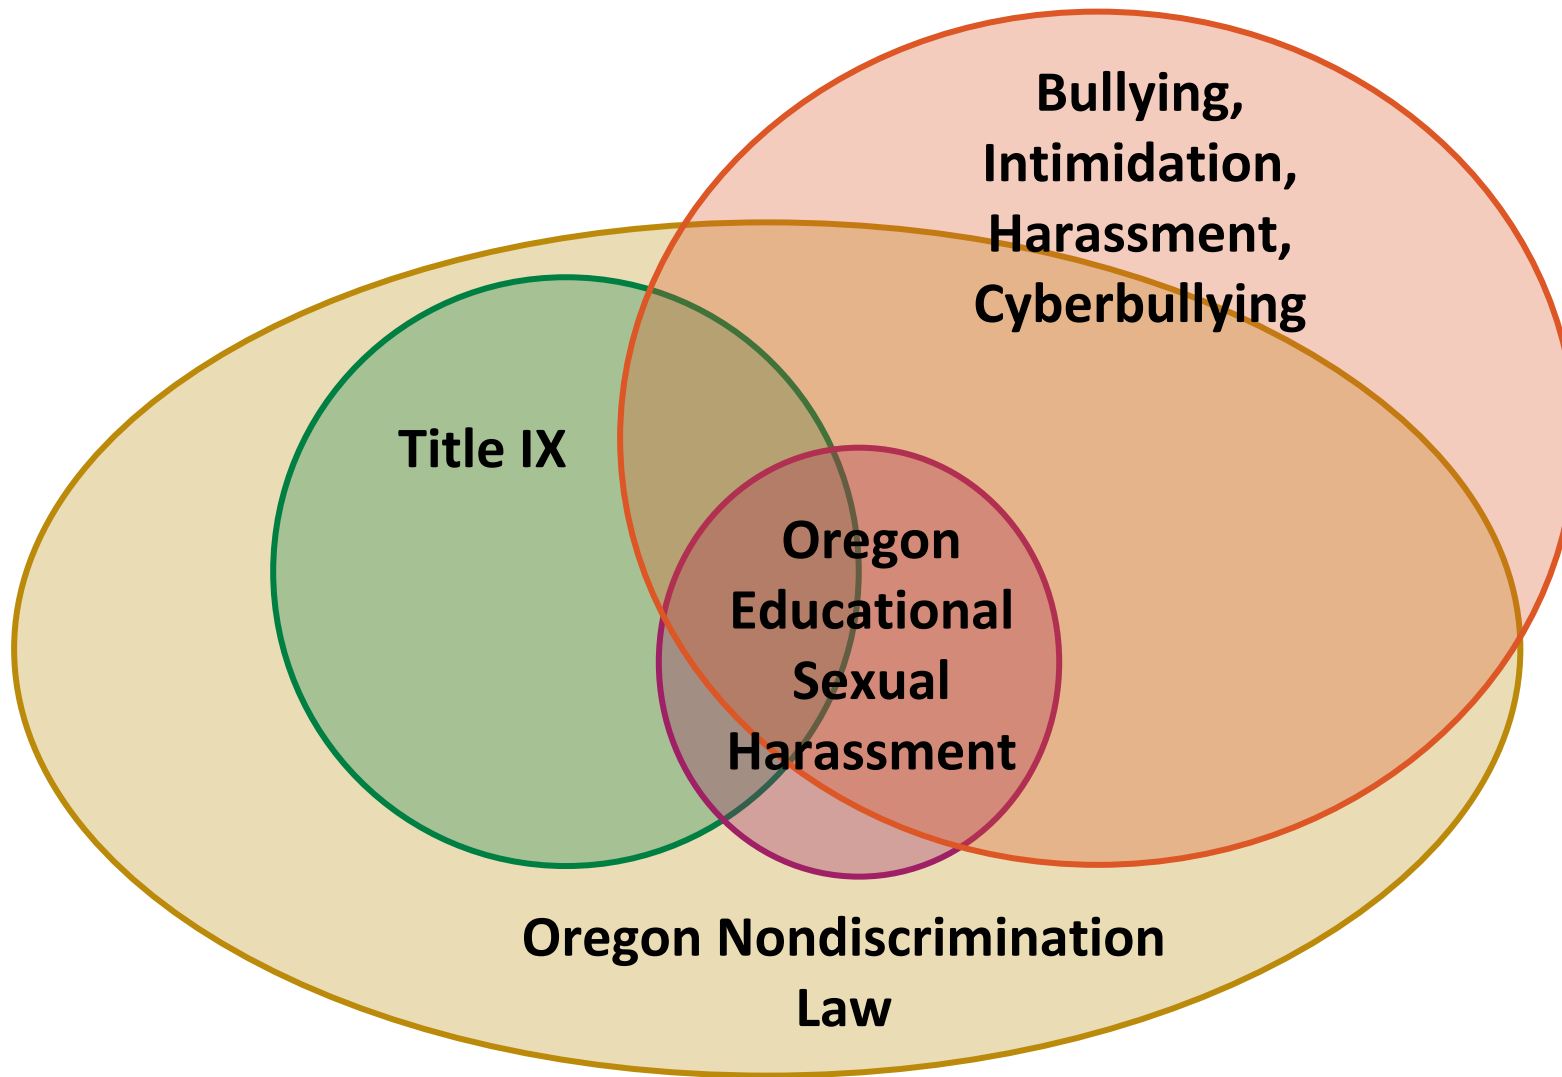 Bullying,
Intimidation,
Harassment,
Cyberbullying
Title IX
Oregon
Educational
Sexual
Harassment
Oregon Nondiscrimination
Law